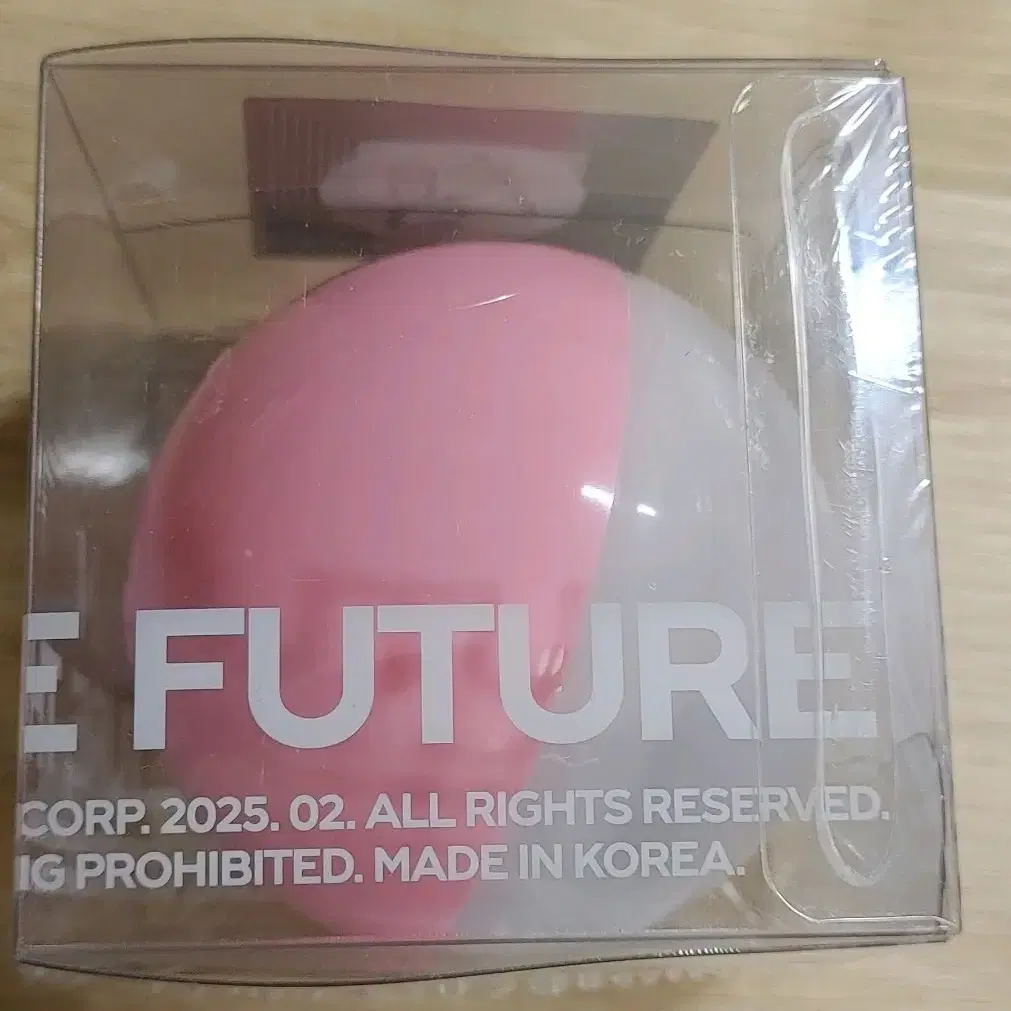 E FUTURE
CORP. 2025. 02. ALL RIGHTS RESERVED.
IG PROHIBITED. MADE IN KOREA.